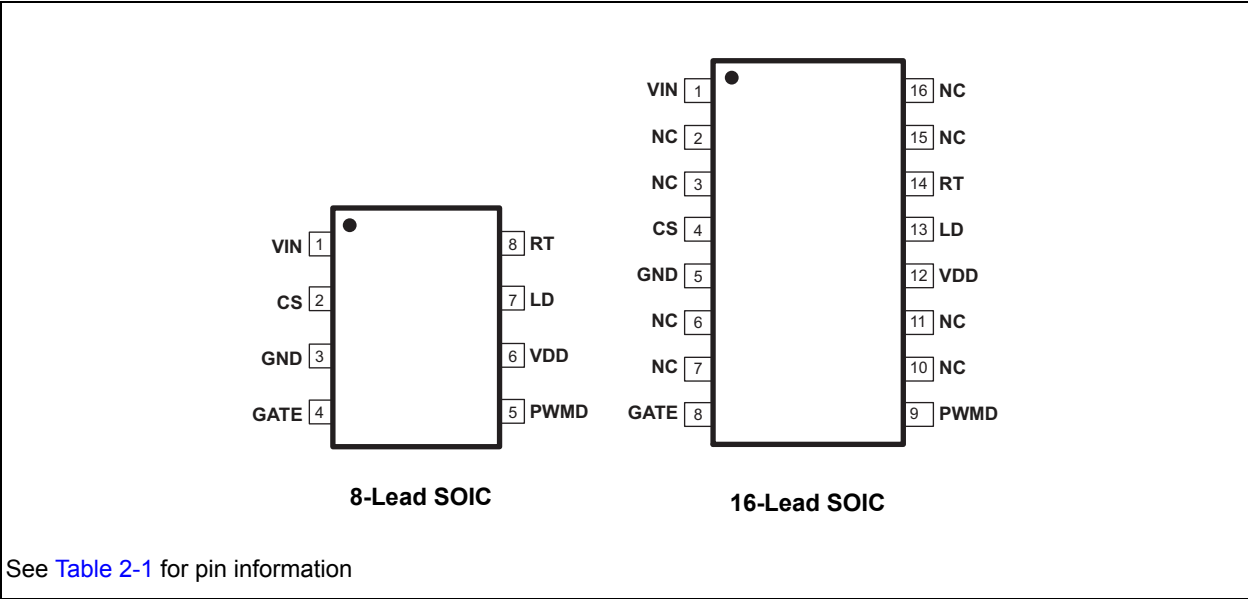 VIN 1
CS 2
GND 3
GATE 4
8 RT
7 LD
6 VDD
5 PWMD
8-Lead SOIC
VIN 1
NC 2
NC 3
CS 4
GND 5
NC 6
NC 7
GATE 8
16 NC
15 NC
14 RT
13 LD
12 VDD
11 NC
10 NC
9 PWMD
16-Lead SOIC
See Table 2-1 for pin information